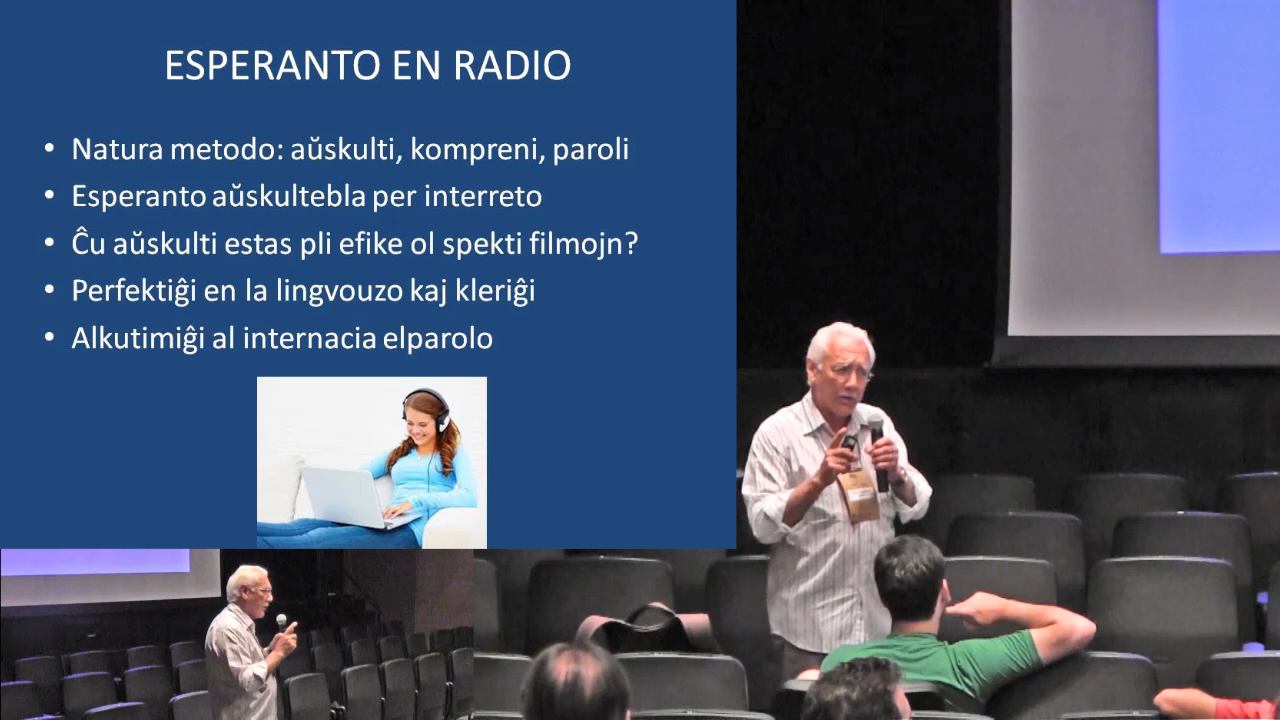 ESPERANTO EN RADIO
• Natura metodo: aŭskulti, kompreni, paroli
• Esperanto aŭskultebla per interreto
• Ĉu aŭskulti estas pli efike ol spekti filmojn?
• Perfektiĝi en la lingvouzo kaj kleriĝi
• Alkutimiĝi al internacia elparolo